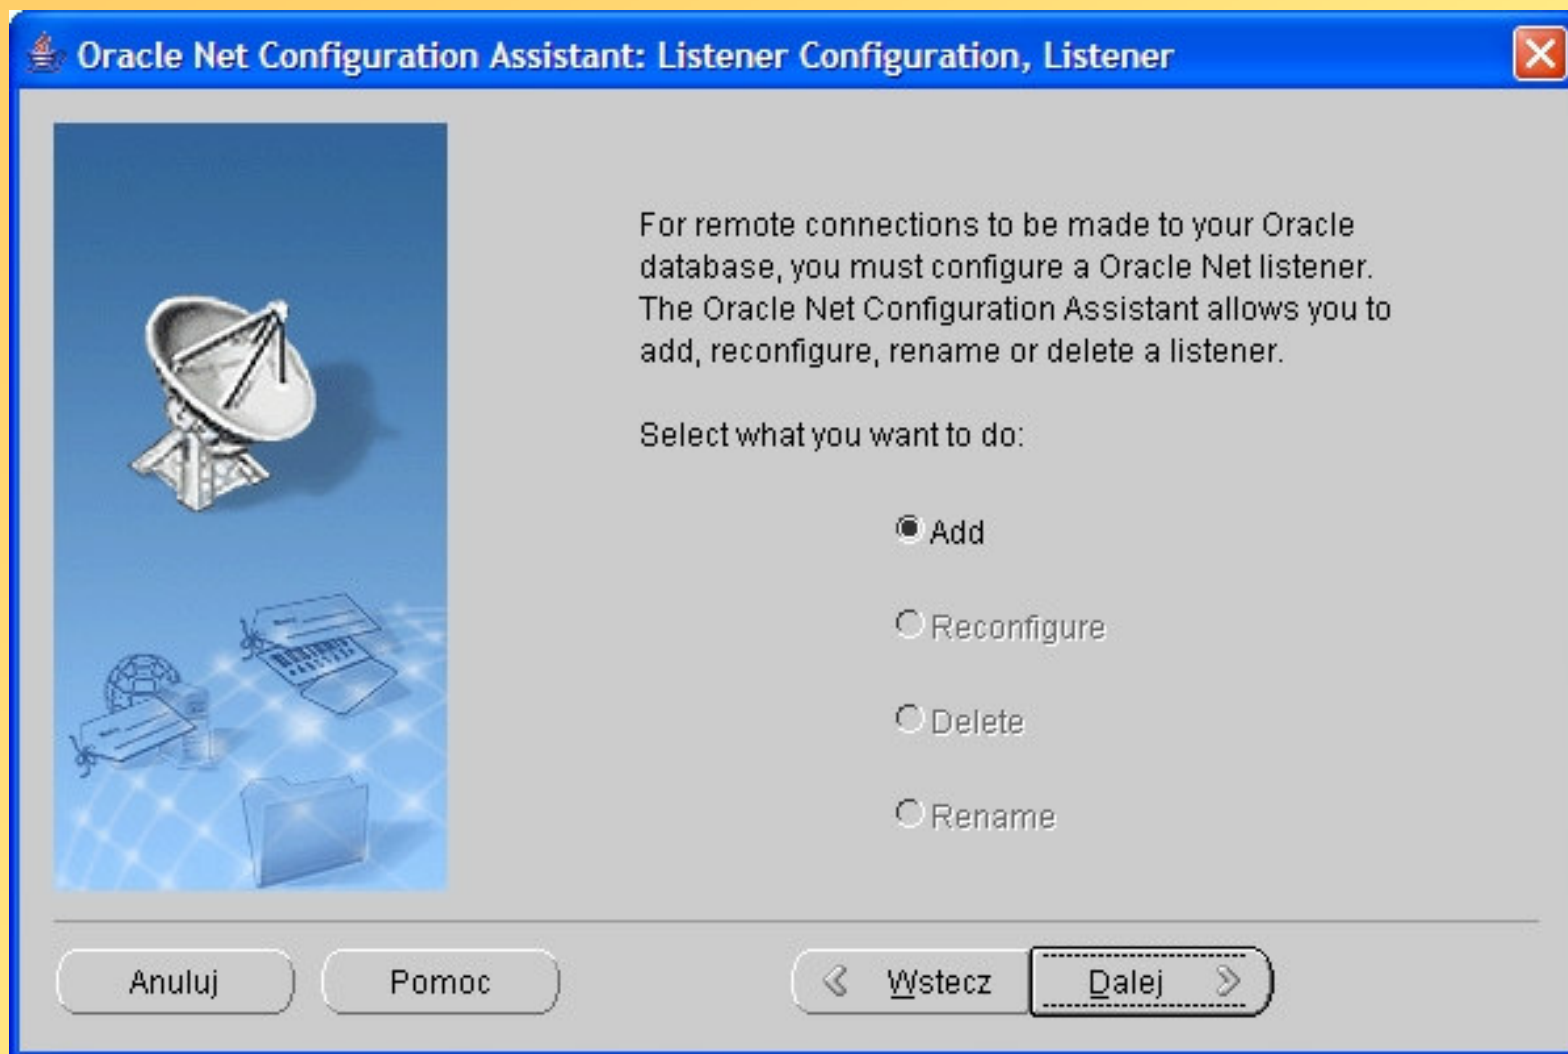 Oracle Net Configuration Assistant: Listener Configuration, Listener
For remote connections to be made to your Oracle
database, you must configure a Oracle Net listener.
The Oracle Net Configuration Assistant allows you to
add, reconfigure, rename or delete a listener.
Select what you want to do:
Add
Reconfigure
Delete
Rename
Anuluj Pomoc Wstecz Dalej